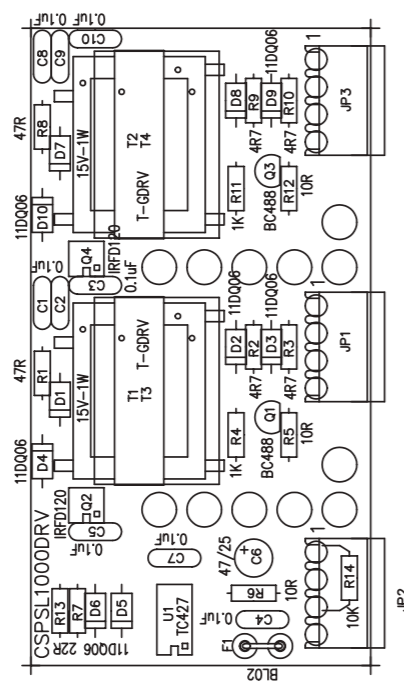 0.1uF
0.1uF
C10
C8
C9
11DQ06
47R
R8
D7
15V-1W
T2
T4
T-GDRV
D8
R9
D9
R10
4R7
4R7
JP3
1
11DQ06
D10
R11
1K
BC488
Q3
R12
10R
0.1uF
Q4
IRFD120
C1
C2
C3
0.1uF
11DQ06
11DQ06
47R
R1
D1
15V-1W
T1
T3
T-GDRV
D2
R2
D3
R3
4R7
4R7
JP1
1
11DQ06
D4
R4
1K
BC488
Q1
R5
10R
IRFD120
Q2
C5
0.1uF
CSPSL1000DRV
C7
0.1uF
47/25
+
C6
1
R13
R7
D6
D5
22R
11DQ06
U1
TC427
R6
10R
C4
0.1uF
F1
R14
10K
JP2
BL02